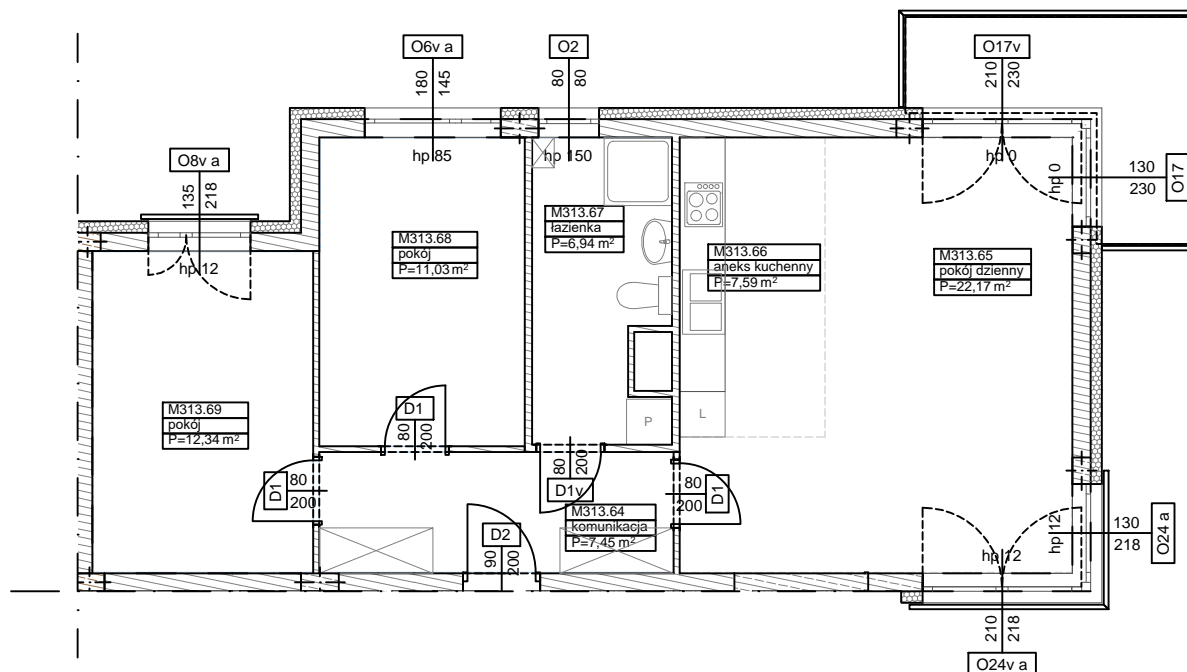 O6v a
180
145
O2
80
80
O17v
210
230
O8v a
135
218
hp 85
hp 150
hp 0
hp 0
130
230
O17
M313.67
łazienka
P=6,94 m²
M313.68
pokój
P=11,03 m²
M313.66
aneks kuchenny
P=7,59 m²
M313.65
pokój dzienny
P=22,17 m²
hp 12
M313.69
pokój
P=12,34 m²
D1
80
200
P
L
D1
80
200
80
200
D1v
80
200
D1
M313.64
komunikacja
P=7,45 m²
D2
90
200
hp 12
hp 12
130
218
O24 a
210
218
O24v a